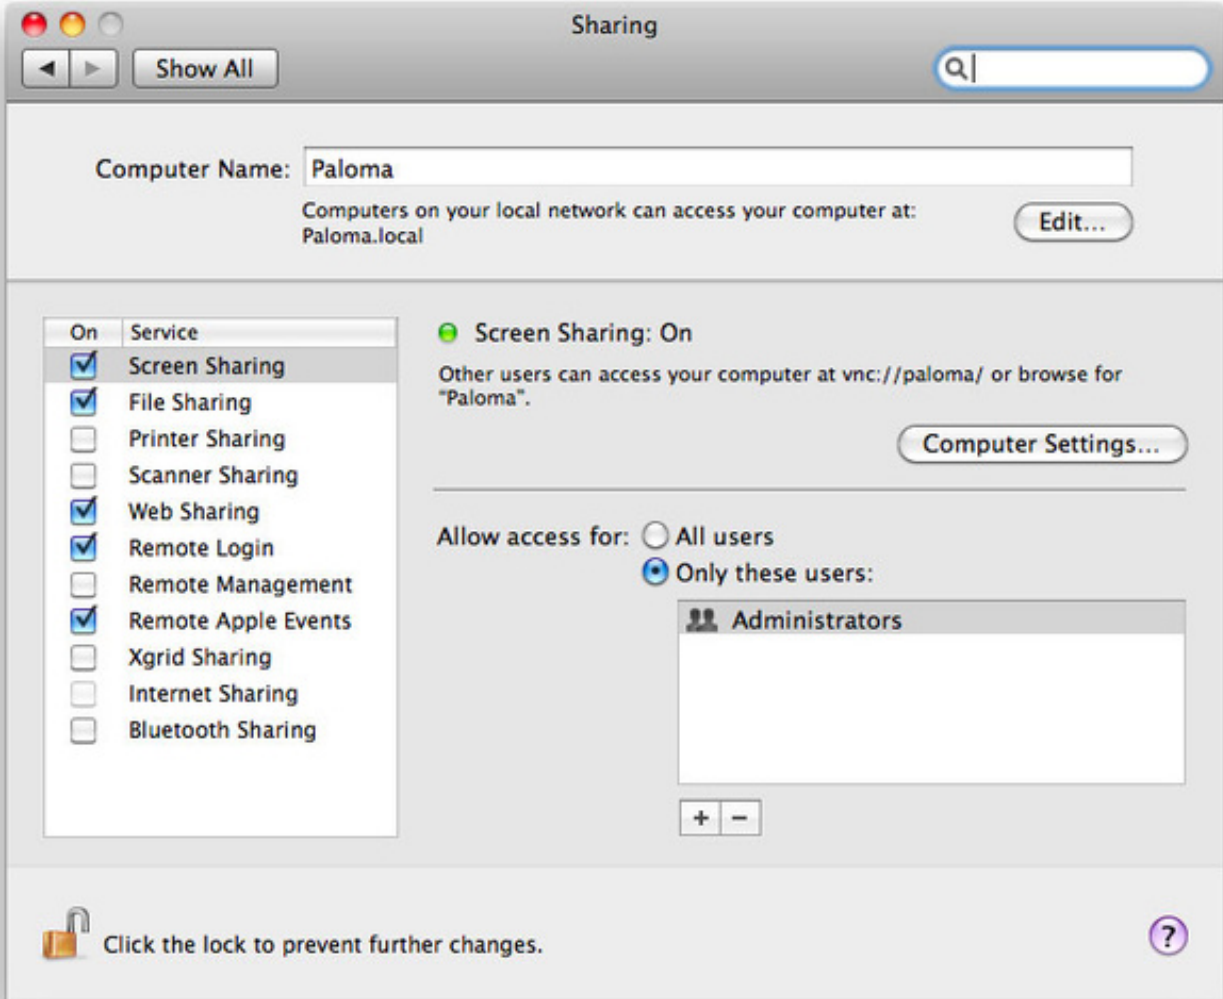 Sharing
Show All
Computer Name: Paloma
Computers on your local network can access your computer at:
Paloma.local
Edit...
On Service
Screen Sharing
File Sharing
Printer Sharing
Scanner Sharing
Web Sharing
Remote Login
Remote Management
Remote Apple Events
Xgrid Sharing
Internet Sharing
Bluetooth Sharing
Screen Sharing: On
Other users can access your computer at vnc://paloma/ or browse for
“Paloma”.
Computer Settings...
Allow access for: All users
Only these users:
Administrators
+ −
Click the lock to prevent further changes.
?